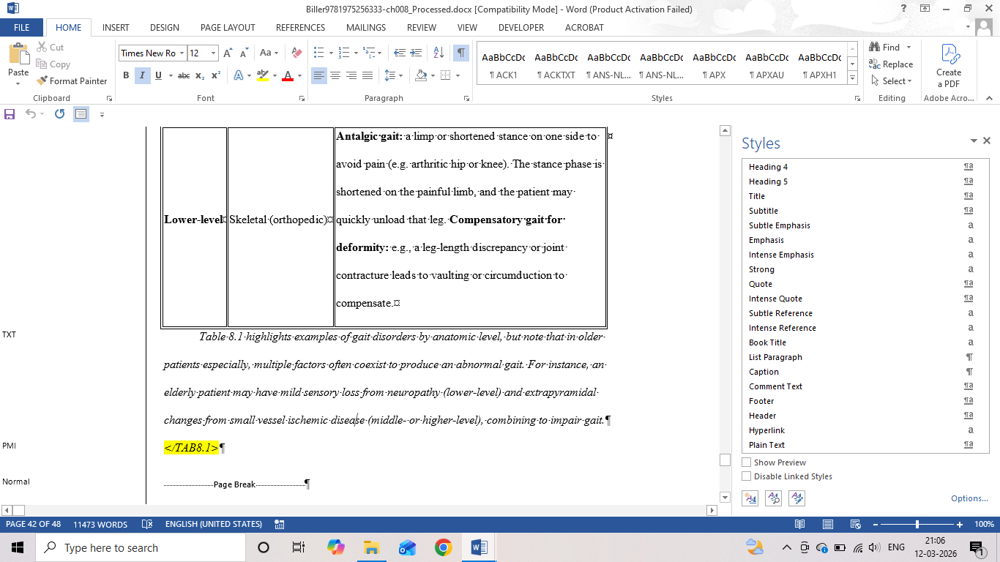 Biller9781975256333-ch008_Processed.docx [Compatibility Mode] - Word (Product Activation Failed)
FILE HOME INSERT DESIGN PAGE LAYOUT REFERENCES MAILINGS REVIEW VIEW DEVELOPER ACROBAT
Paste
Cut
Copy
Format Painter
Clipboard
Times New Ro 12
Font
Paragraph
AaBbCcDc AaBbCcDc AaBbCcDc AaBbCcDc AaBbCcDc AaBbCcDc AaBbCcDc
¶ ACK1 ¶ ACKTXT ¶ ANS-NL... ¶ ANS-NL... ¶ APX ¶ APXAU ¶ APXH1
Styles
Find
Replace
Select
Editing
Create
a PDF
Adobe Acro...
Antalgic gait: a limp or shortened stance on one side to
avoid pain (e.g. arthritic hip or knee). The stance phase is
shortened on the painful limb, and the patient may
Lower-level¤ Skeletal (orthopedic)¤ quickly unload that leg. Compensatory gait for
deformity: e.g., a leg-length discrepancy or joint
contracture leads to vaulting or circumduction to
compensate.¤
TXT
Table 8.1 highlights examples of gait disorders by anatomic level, but note that in older
patients especially, multiple factors often coexist to produce an abnormal gait. For instance, an
elderly patient may have mild sensory loss from neuropathy (lower-level) and extrapyramidal
changes from small vessel ischemic disease (middle- or higher-level), combining to impair gait.¶
PMI
</TAB8.1>¶
Normal
Page Break¶
Styles
Heading 4
Heading 5
Title
Subtitle
Subtle Emphasis
Emphasis
Intense Emphasis
Strong
Quote
Intense Quote
Subtle Reference
Intense Reference
Book Title
List Paragraph
Caption
Comment Text
Footer
Header
Hyperlink
Plain Text
Show Preview
Disable Linked Styles
Options...
PAGE 42 OF 48 11473 WORDS ENGLISH (UNITED STATES) 100%
Type here to search
ENG
21:06
12-03-2026